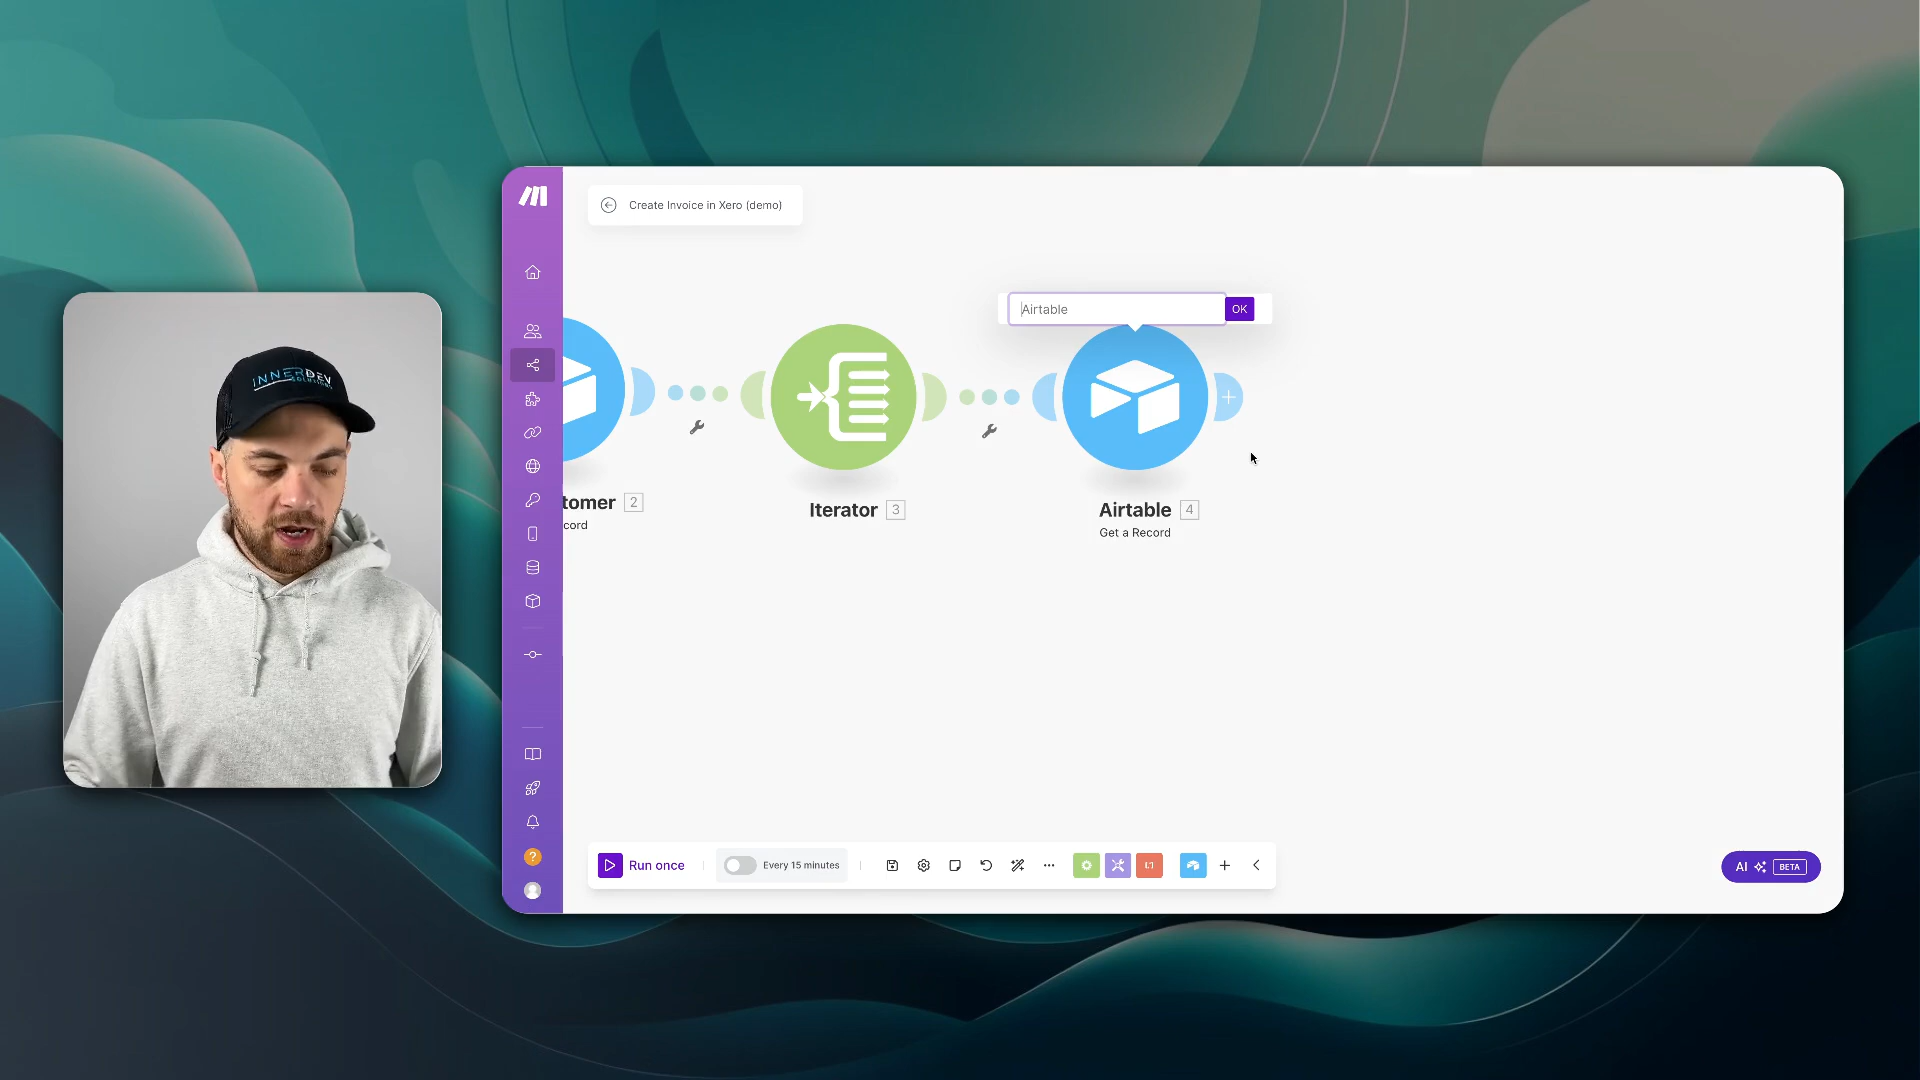 Create Invoice in Xero (demo)
Airtable
OK
tomer 2
cord
Iterator 3
Airtable 4
Get a Record
INNERDEV
SOLUTIONS
Run once
Every 15 minutes
AI BETA
?